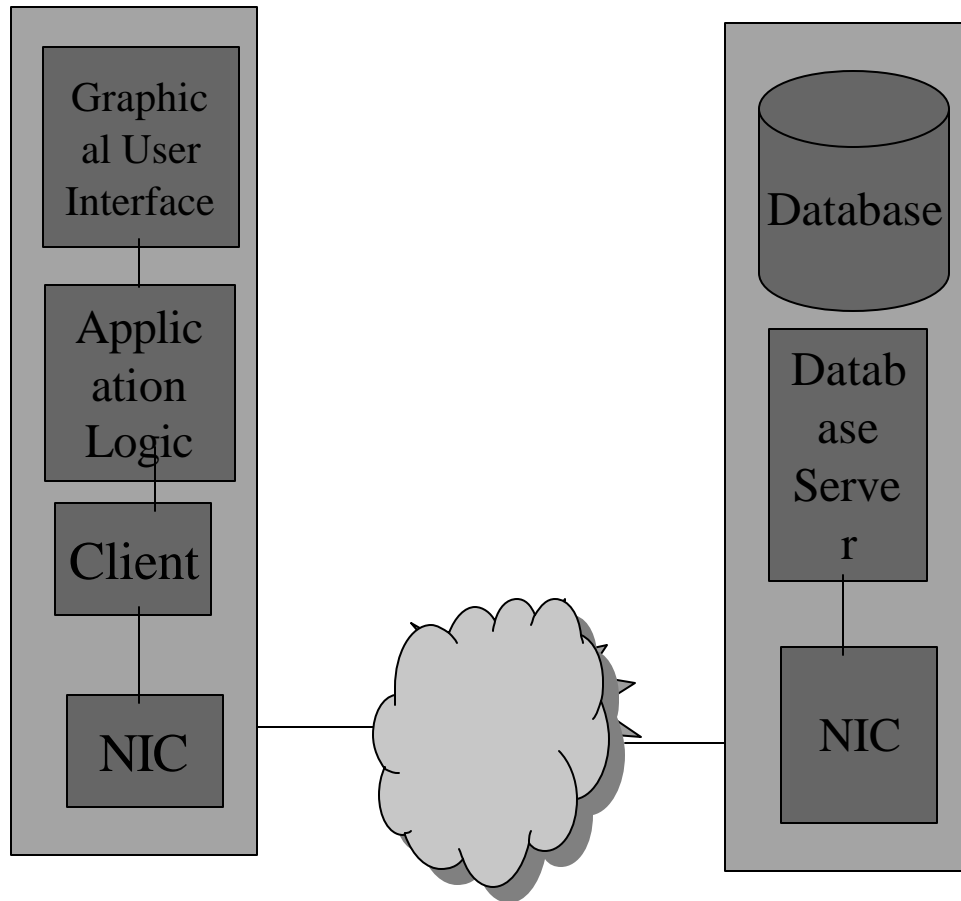 Graphic
al User
Interface
Applic
ation
Logic
Client
NIC
Database
Datab
ase
Serve
r
NIC